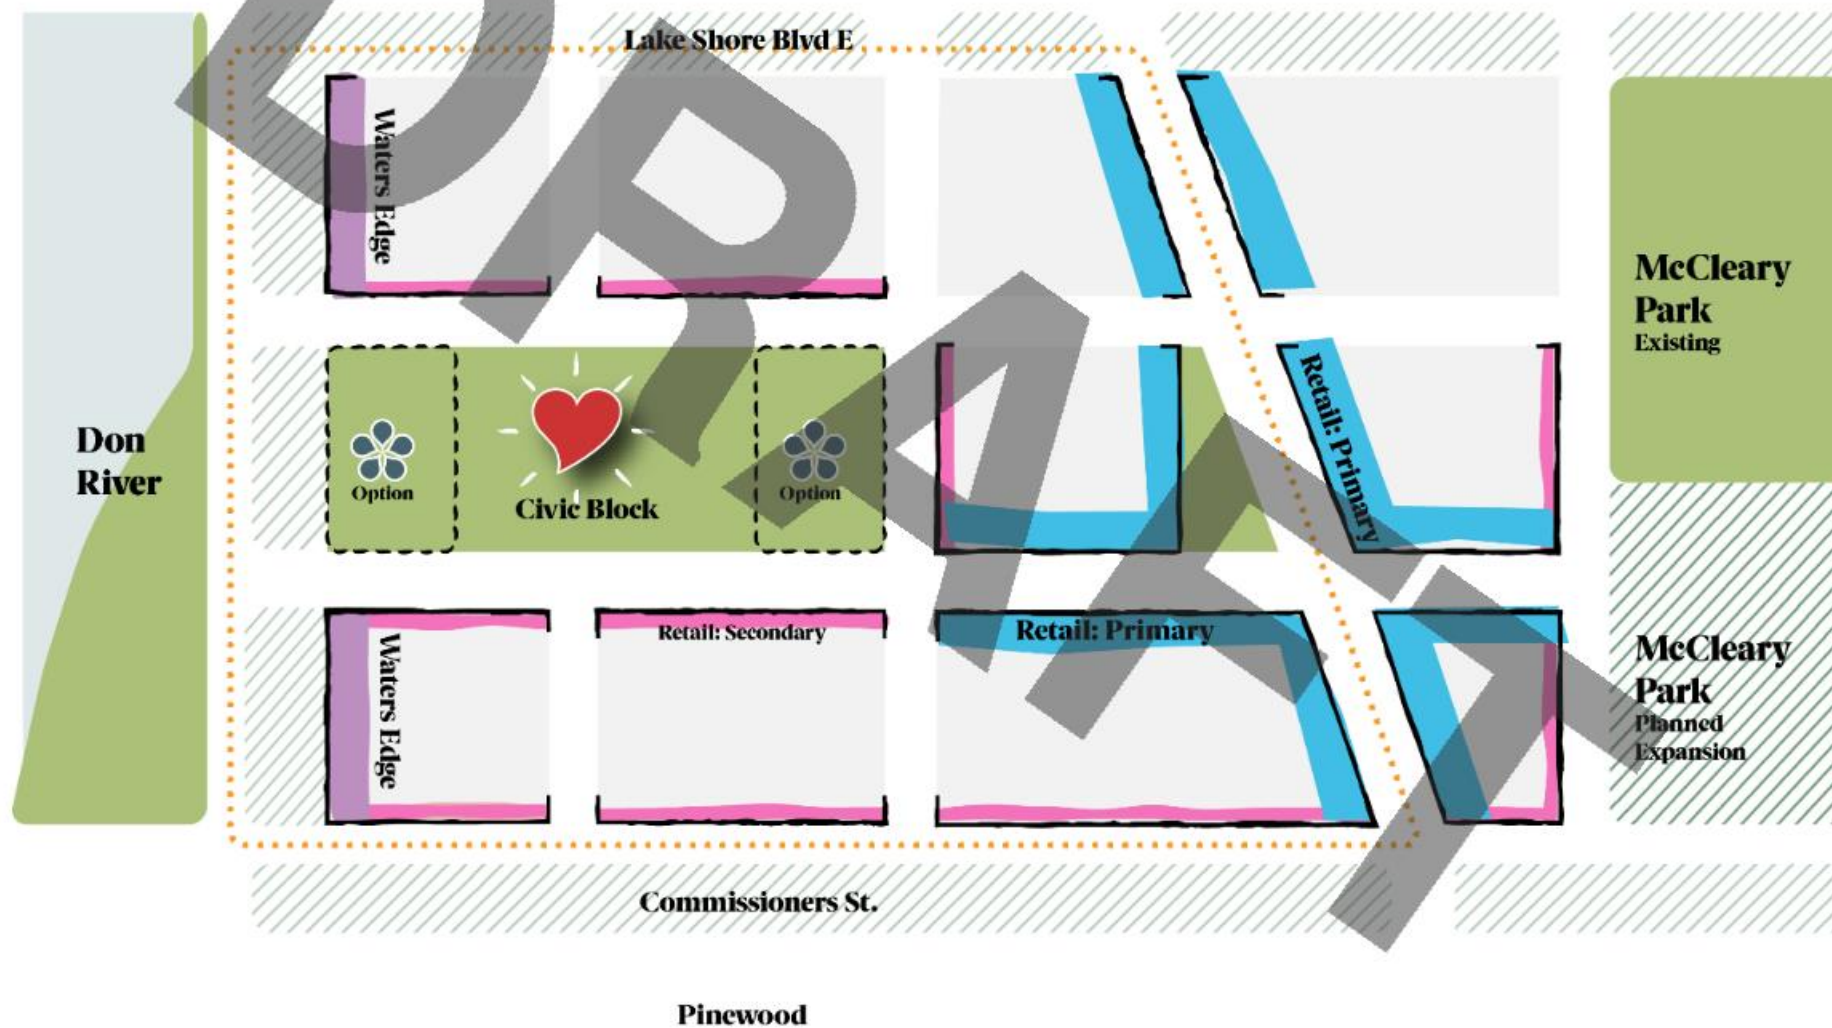 Lake Shore Blvd E
Waters Edge
McCleary
Park
Existing
Don
River
Option
Civic Block
Option
Retail: Primary
Waters Edge
Retail: Secondary
Retail: Primary
McCleary
Park
Planned
Expansion
Commissioners St.
Pinewood
DRAFT